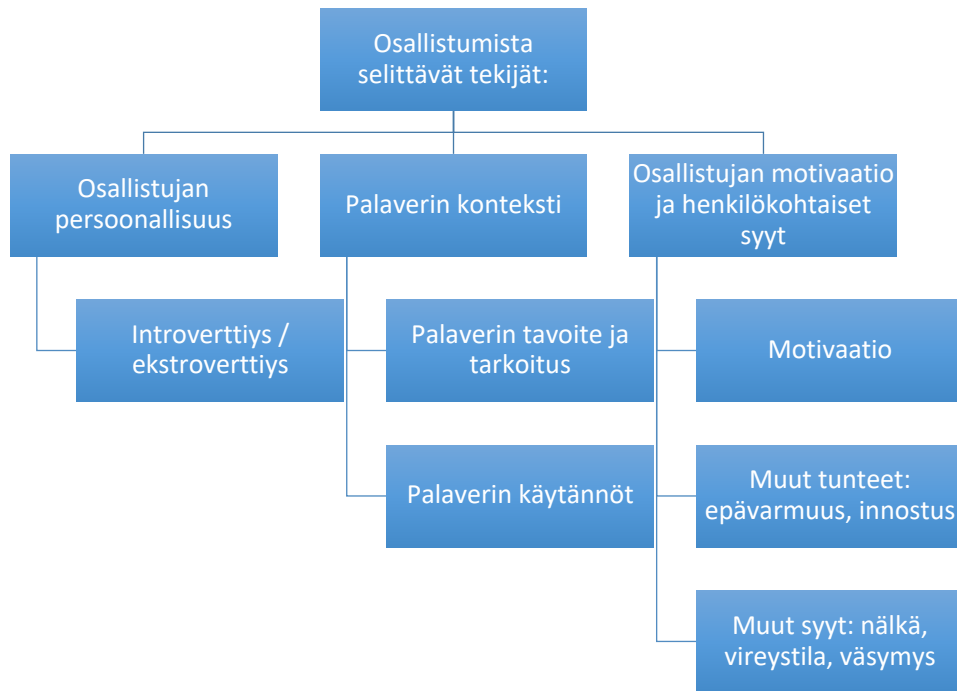 Osallistumista
selittävät tekijät:
Osallistujan
persoonallisuus
Palaverin konteksti
Osallistujan motivaatio
ja henkilökohtaiset
syyt
Introverttiys /
ekstroverttiys
Palaverin tavoite ja
tarkoitus
Motivaatio
Palaverin käytännöt
Muut tunteet:
epävarmuus, innostus
Muut syyt: nälkä,
vireystila, väsymys